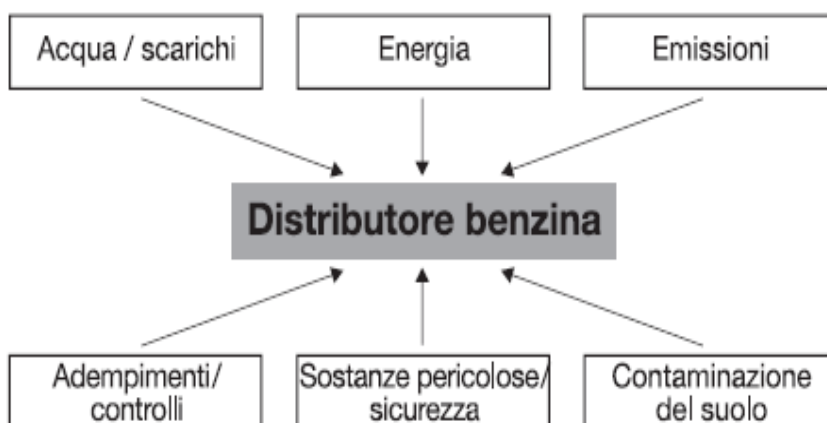 Acqua / scarichi
Energia
Emissioni
Distributore benzina
Adempimenti/
controlli
Sostanze pericolose/
sicurezza
Contaminazione
del suolo